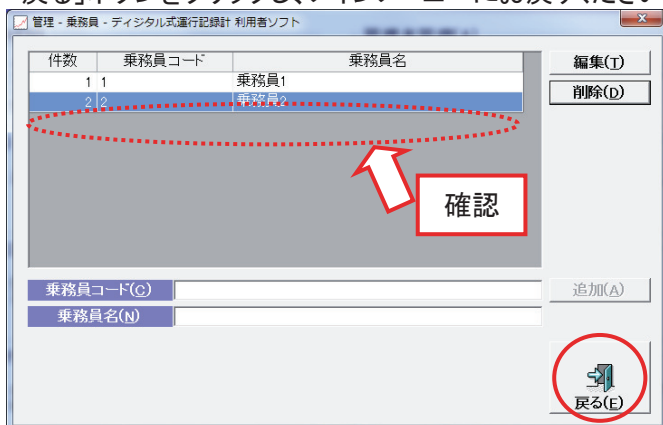 戻る」ボタンをクリックし、メインメニューにお戻りください
管理 - 乗務員 - ディジタル式運行記録計 利用者ソフト
件数 乗務員コード 乗務員名
1 1 乗務員1
2 2 乗務員2
編集(T)
削除(D)
確認
乗務員コード(C)
追加(A)
乗務員名(N)
戻る(E)